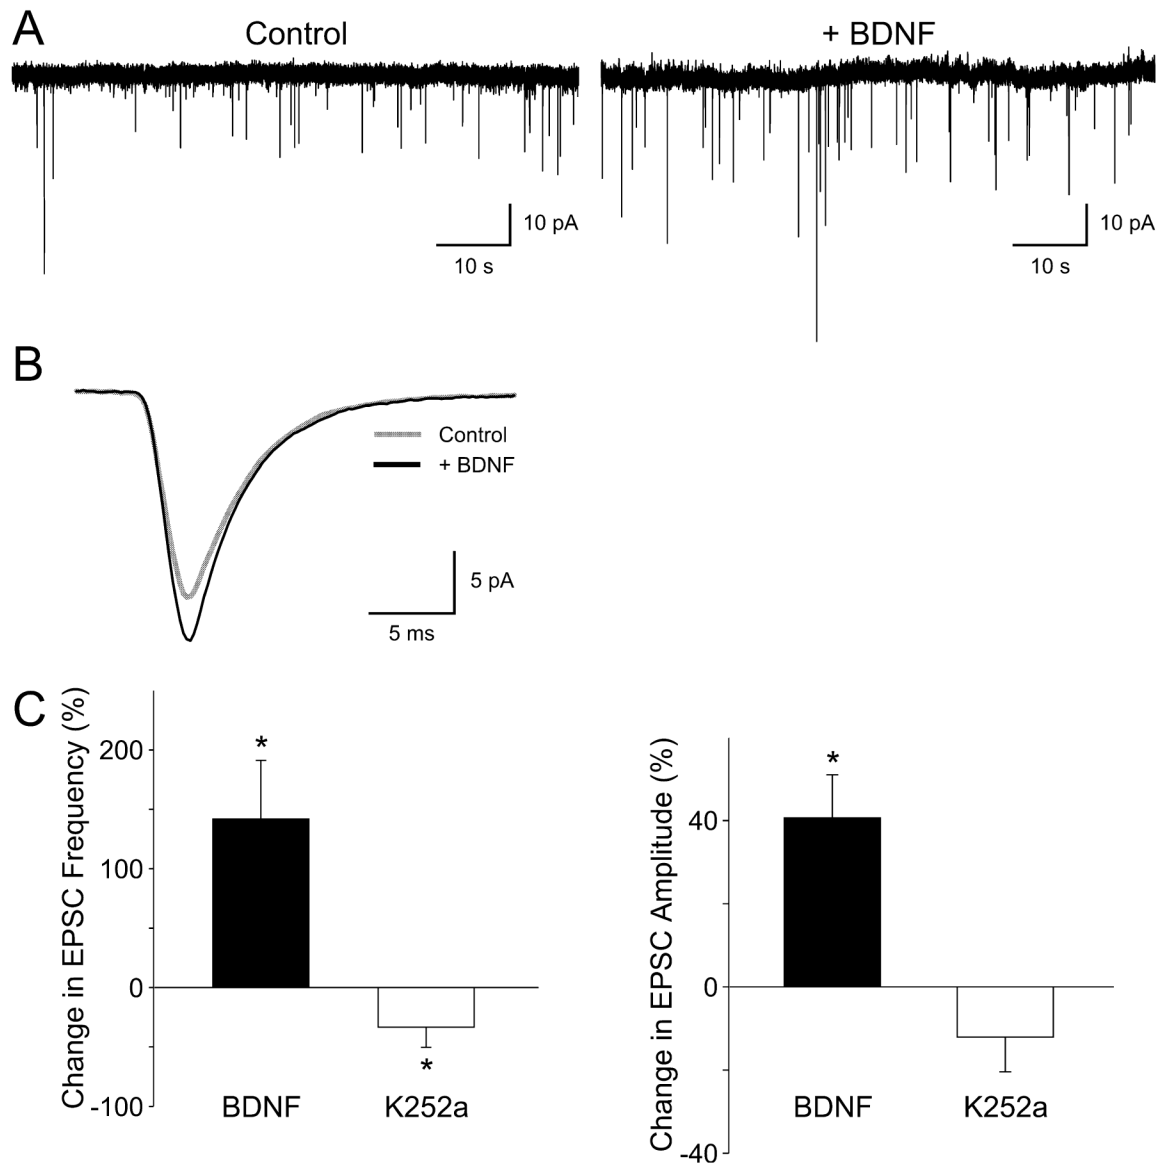 A
Control
+ BDNF
10 pA
10 s
10 pA
10 s
B
Control
+ BDNF
5 pA
5 ms
C
Change in EPSC Frequency (%)
200
100
0
-100
*
*
BDNF
K252a
Change in EPSC Amplitude (%)
40
0
-40
*
BDNF
K252a